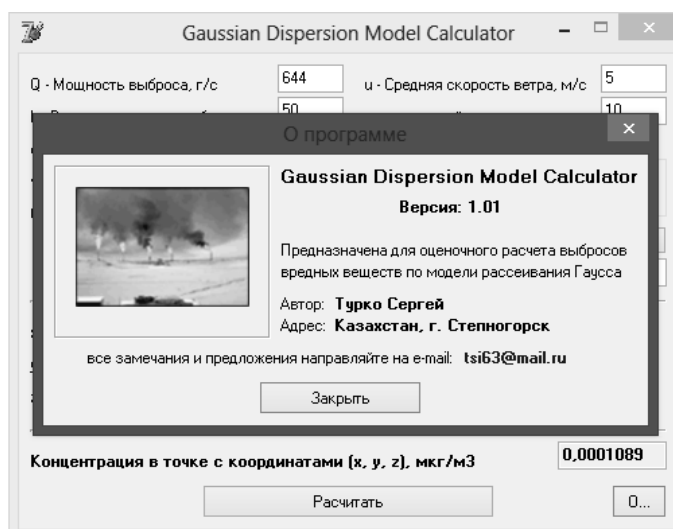 Gaussian Dispersion Model Calculator
Q - Мощность выброса, г/с 644 u - Средняя скорость ветра, м/с 5
50 10
О программе
Gaussian Dispersion Model Calculator
Версия: 1.01
Предназначена для оценочного расчета выбросов
вредных веществ по модели рассеивания Гаусса
Автор: Турко Сергей
Адрес: Казахстан, г. Степногорск
все замечания и предложения направляйте на e-mail: tsi63@mail.ru
Закрыть
Концентрация в точке с координатами (x, y, z), мкг/м3 0,0001089
Расчитать О...